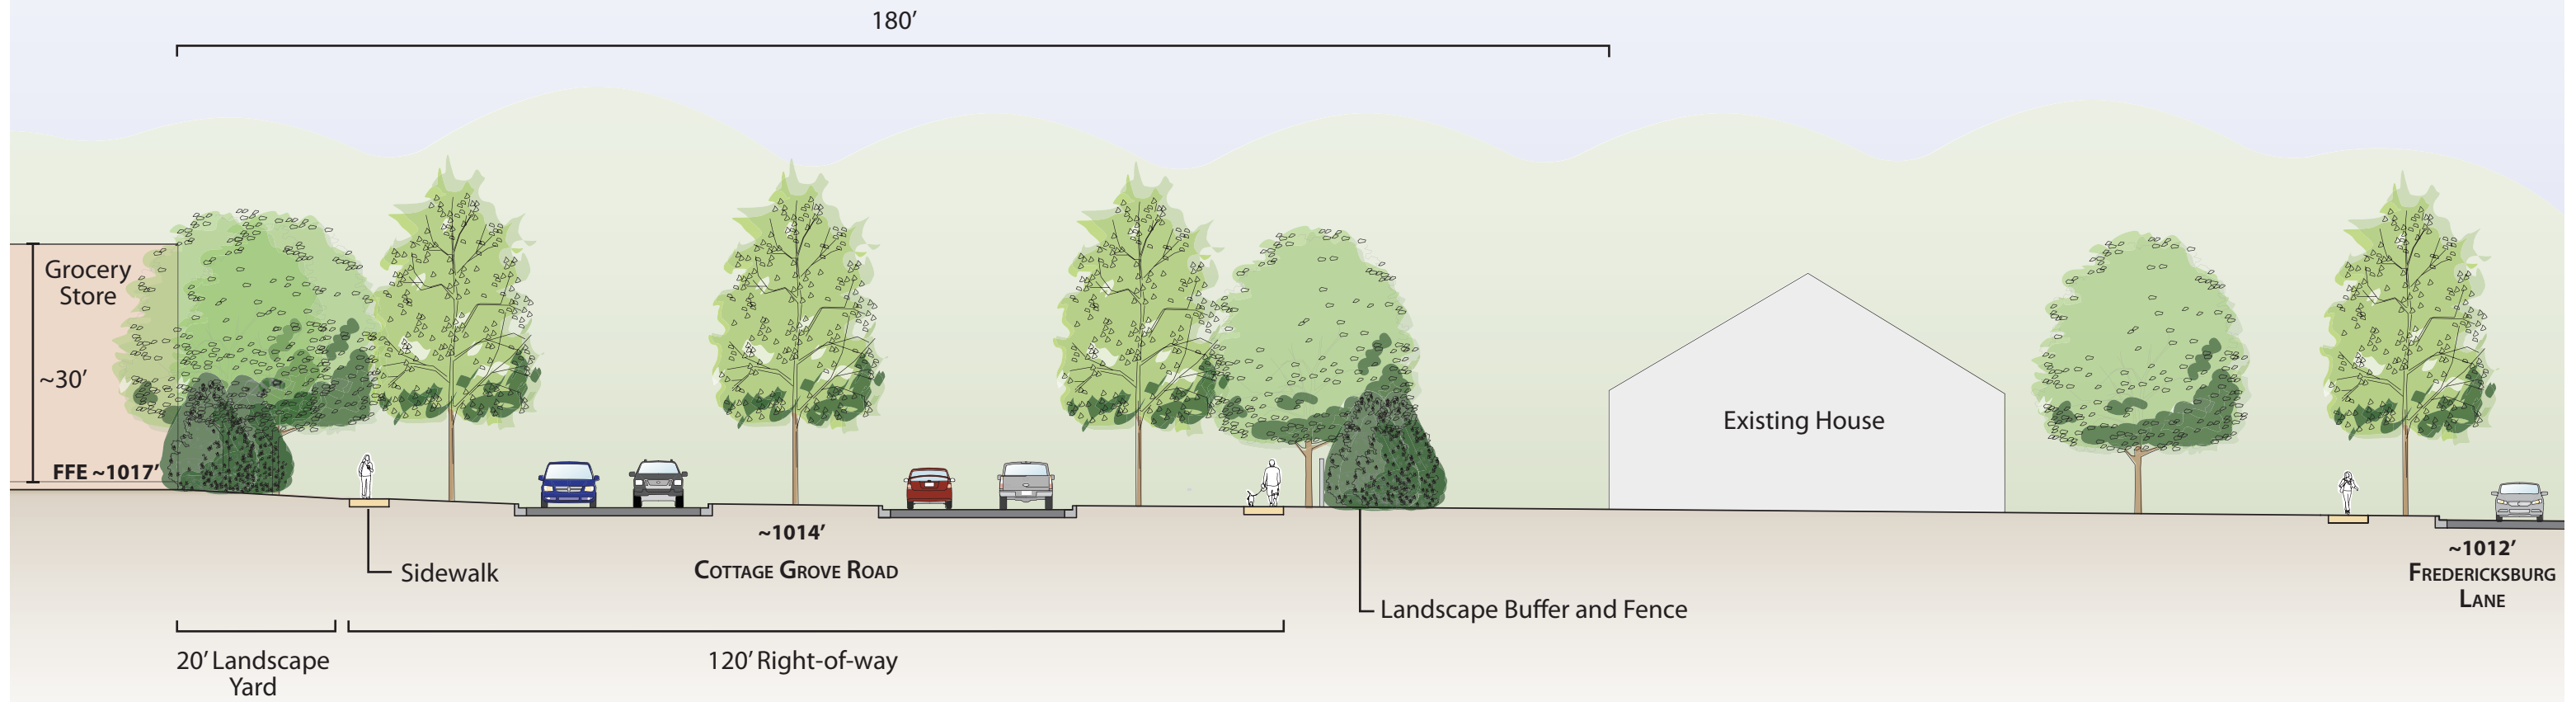 180’
Grocery
Store
~30’
FFE ~1017’
Existing House
~1014’
COTTAGE GROVE ROAD
~1012’
FREDERICKSBURG
LANE
Sidewalk
Landscape Buffer and Fence
20’ Landscape
Yard
120’ Right-of-way